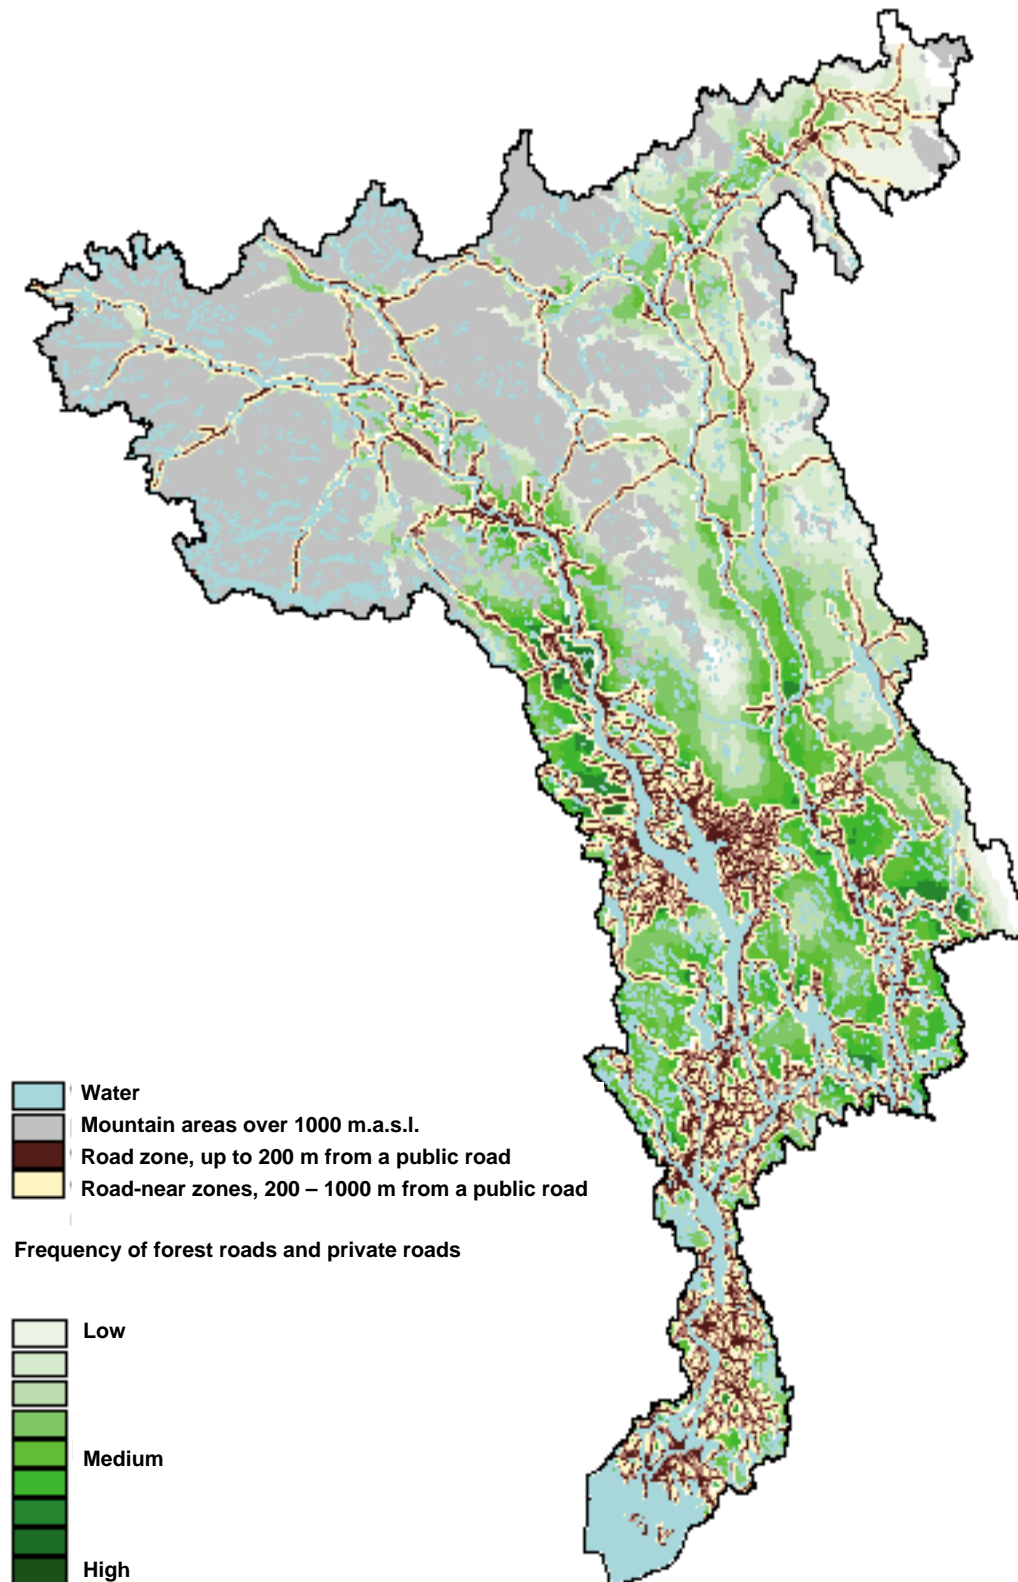 Water
Mountain areas over 1000 m.a.s.l.
Road zone, up to 200 m from a public road
Road-near zones, 200 – 1000 m from a public road
Frequency of forest roads and private roads
Low
Medium
High